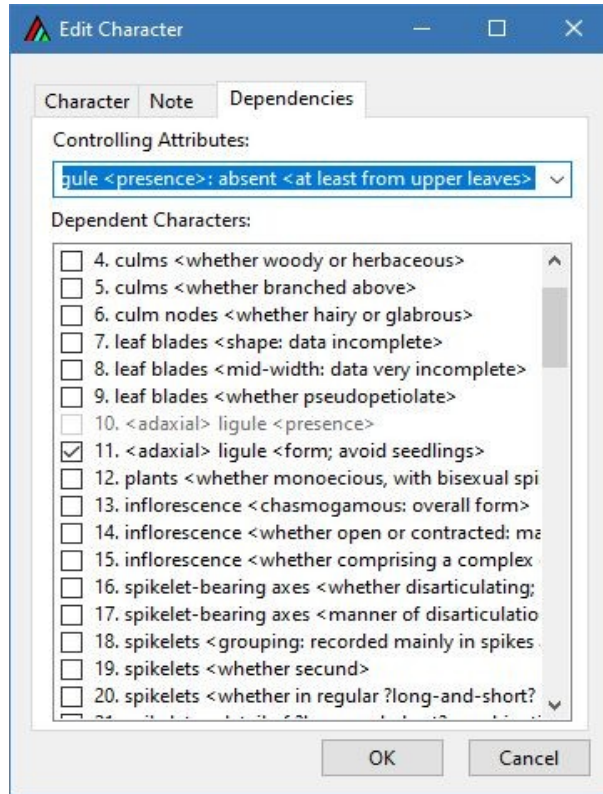 Edit Character
Character Note Dependencies
Controlling Attributes:
gule <presence>: absent <at least from upper leaves>
Dependent Characters:
4. culms <whether woody or herbaceous>
5. culms <whether branched above>
6. culm nodes <whether hairy or glabrous>
7. leaf blades <shape: data incomplete>
8. leaf blades <mid-width: data very incomplete>
9. leaf blades <whether pseudopetiolate>
10. <adaxial> ligule <presence>
11. <adaxial> ligule <form; avoid seedlings>
12. plants <whether monoecious, with bisexual spi
13. inflorescence <chasmogamous: overall form>
14. inflorescence <whether open or contracted: ma
15. inflorescence <whether comprising a complex
16. spikelet-bearing axes <whether disarticulating;
17. spikelet-bearing axes <manner of disarticulatio
18. spikelets <grouping: recorded mainly in spikes
19. spikelets <whether secund>
20. spikelets <whether in regular ?long-and-short?
OK Cancel